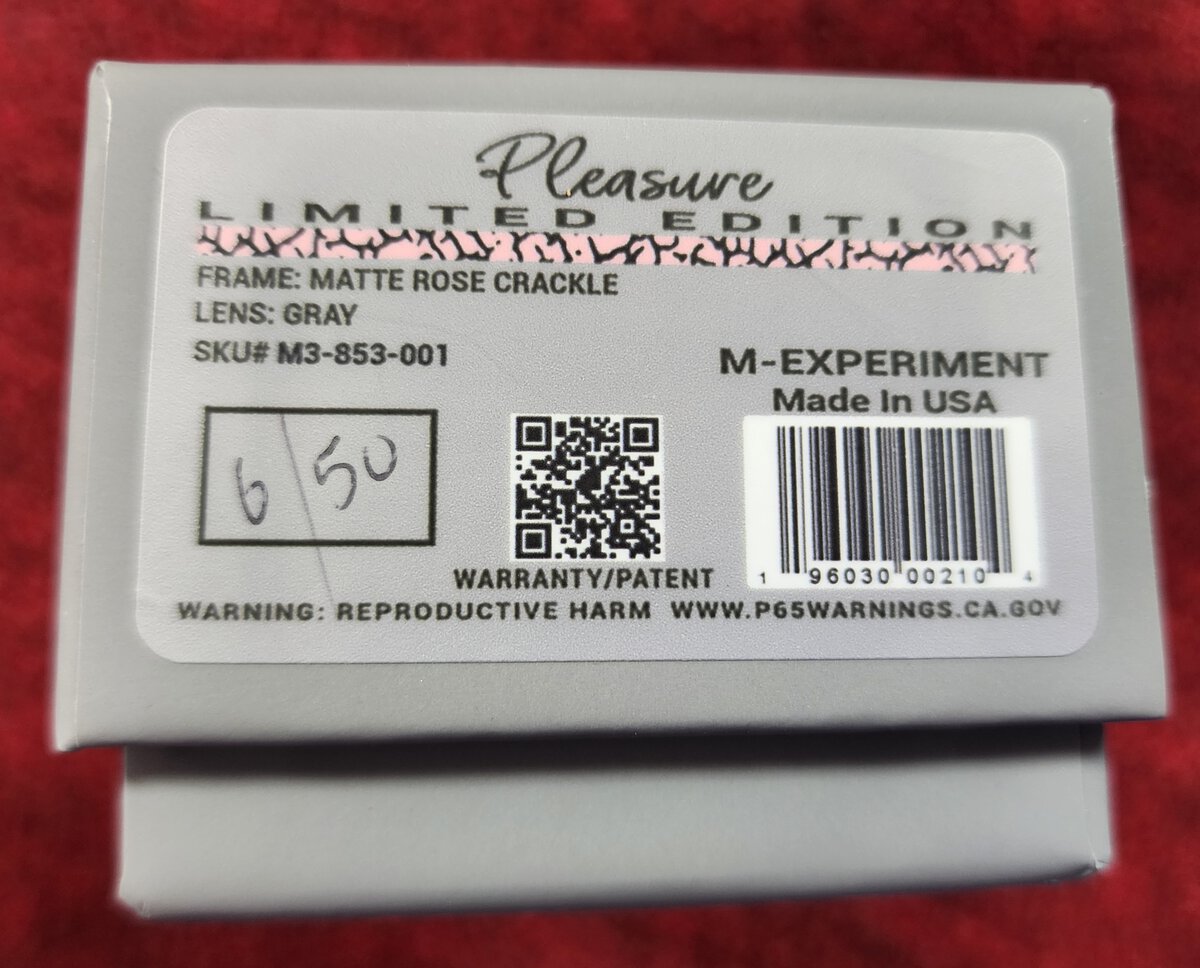 Pleasure
LIMITED EDITION
FRAME: MATTE ROSE CRACKLE
LENS: GRAY
SKU# M3-853-001
M-EXPERIMENT
Made In USA
6/50
1 96030 00210 4
WARRANTY/PATENT
WARNING: REPRODUCTIVE HARM WWW.P65WARNINGS.CA.GOV